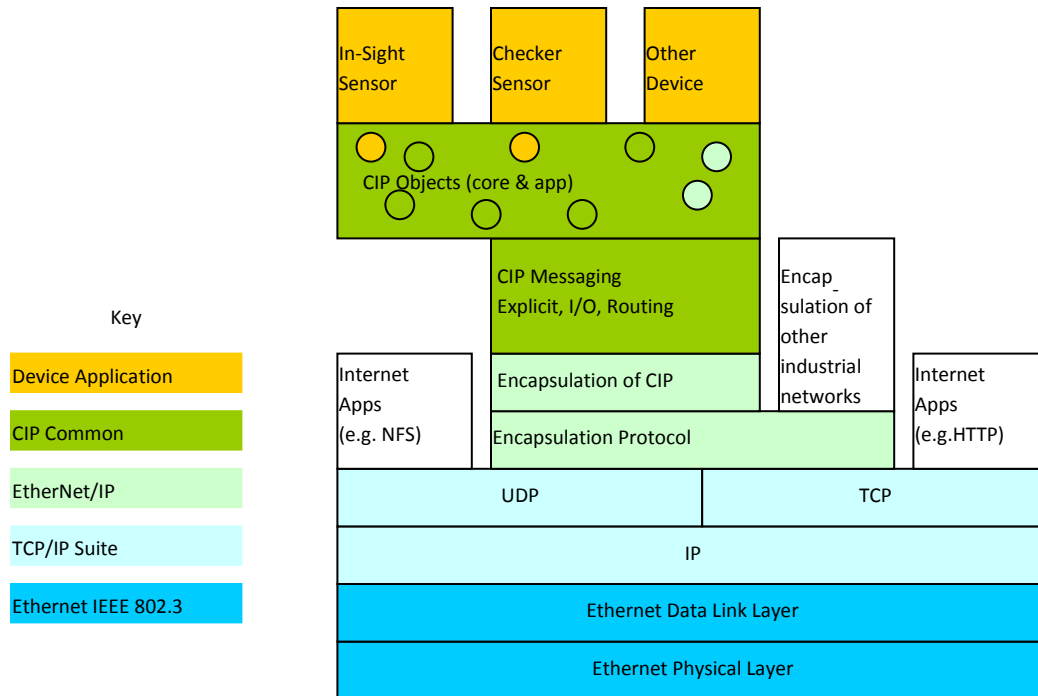 In-Sight
Sensor
Checker
Sensor
Other
Device
CIP Objects (core & app)
CIP Messaging
Explicit, I/O, Routing
Encap_
sulation of
other
industrial
networks
Key
Device Application
CIP Common
EtherNet/IP
TCP/IP Suite
Ethernet IEEE 802.3
Internet
Apps
(e.g. NFS)
Encapsulation of CIP
Encapsulation Protocol
Internet
Apps
(e.g.HTTP)
UDP
TCP
IP
Ethernet Data Link Layer
Ethernet Physical Layer